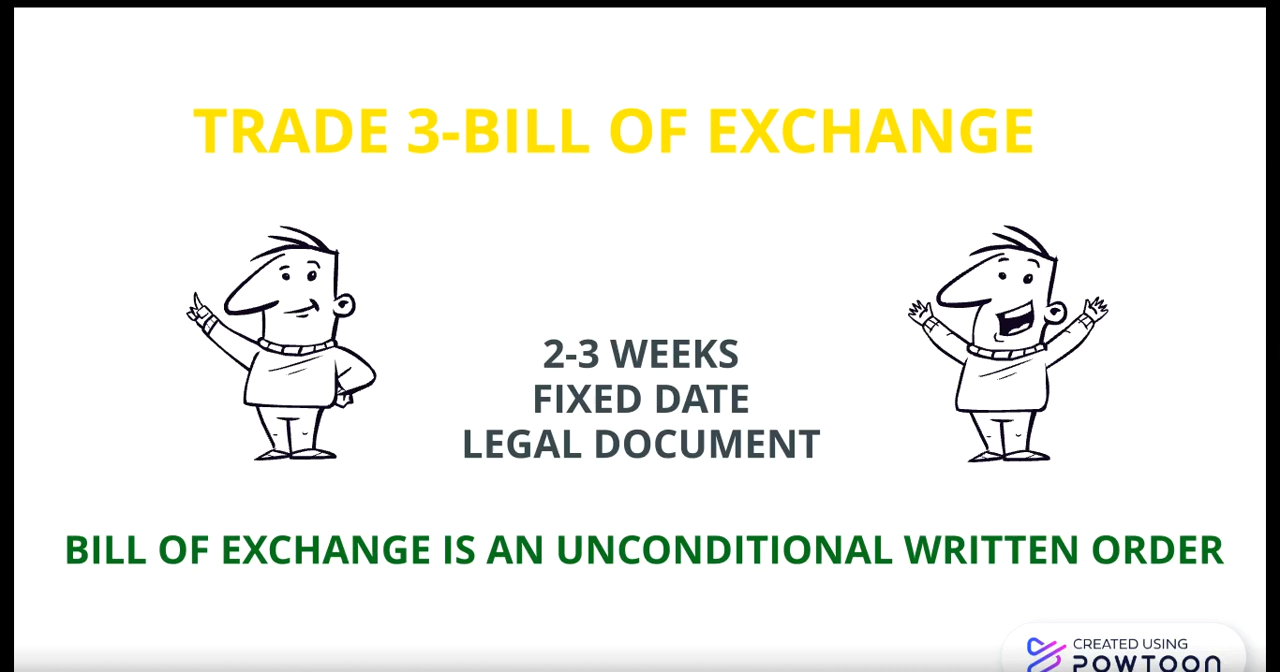 TRADE 3-BILL OF EXCHANGE
2-3 WEEKS
FIXED DATE
LEGAL DOCUMENT
BILL OF EXCHANGE IS AN UNCONDITIONAL WRITTEN ORDER
CREATED USING
POWTOON